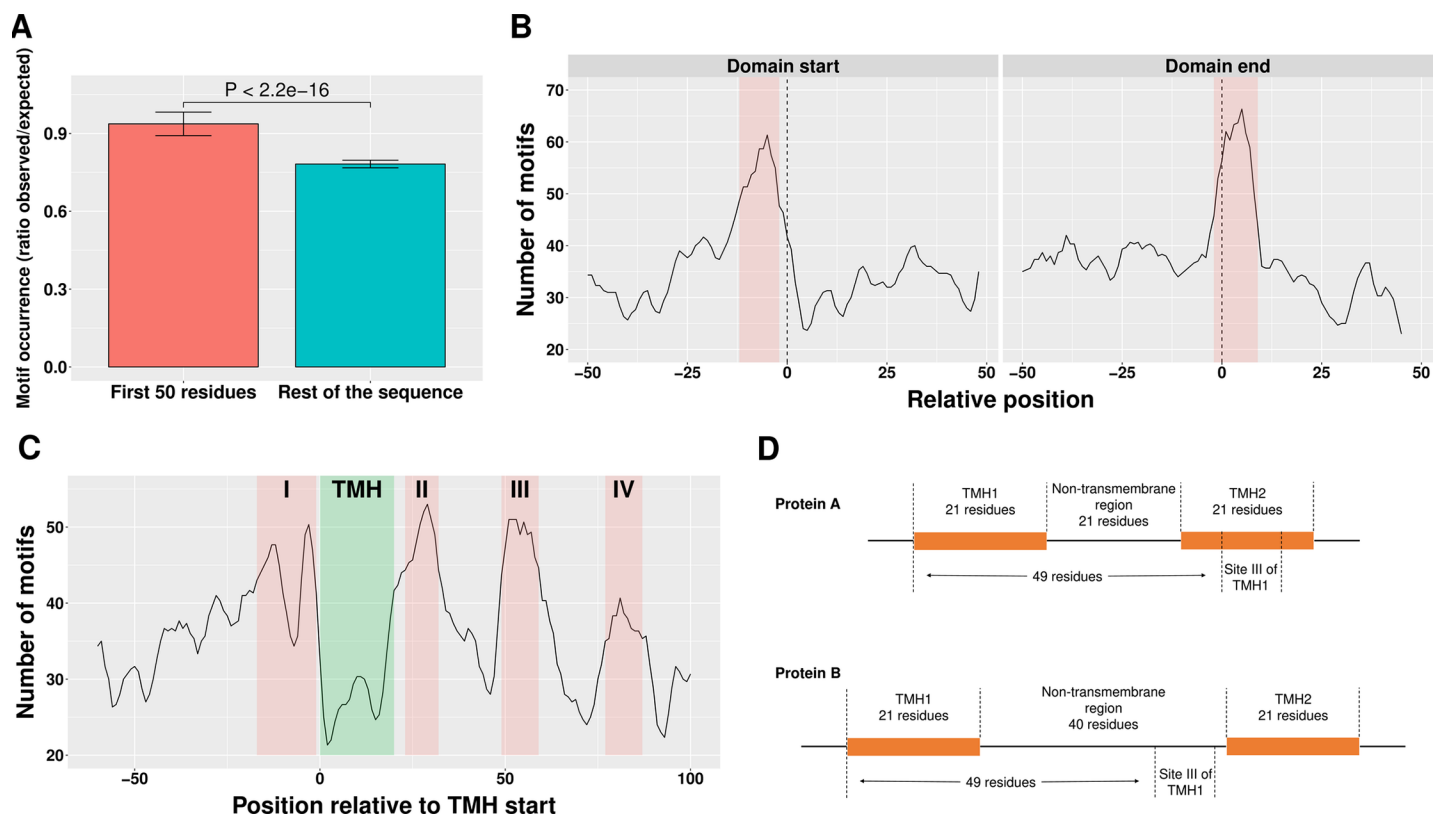 A
Motif occurrence (ratio observed/expected)
P < 2.2e−16
0.9
0.6
0.3
0.0
First 50 residues
Rest of the sequence
B
Number of motifs
Domain start
Domain end
70
60
50
40
30
20
−50
−25
0
25
50
−50
−25
0
25
50
Relative position
C
Number of motifs
I
TMH
II
III
IV
50
40
30
20
−50
0
50
100
Position relative to TMH start
D
Protein A
TMH1
21 residues
Non-transmembrane
region
21 residues
TMH2
21 residues
49 residues
Site III of
TMH1
Protein B
TMH1
21 residues
Non-transmembrane
region
40 residues
TMH2
21 residues
49 residues
Site III of
TMH1